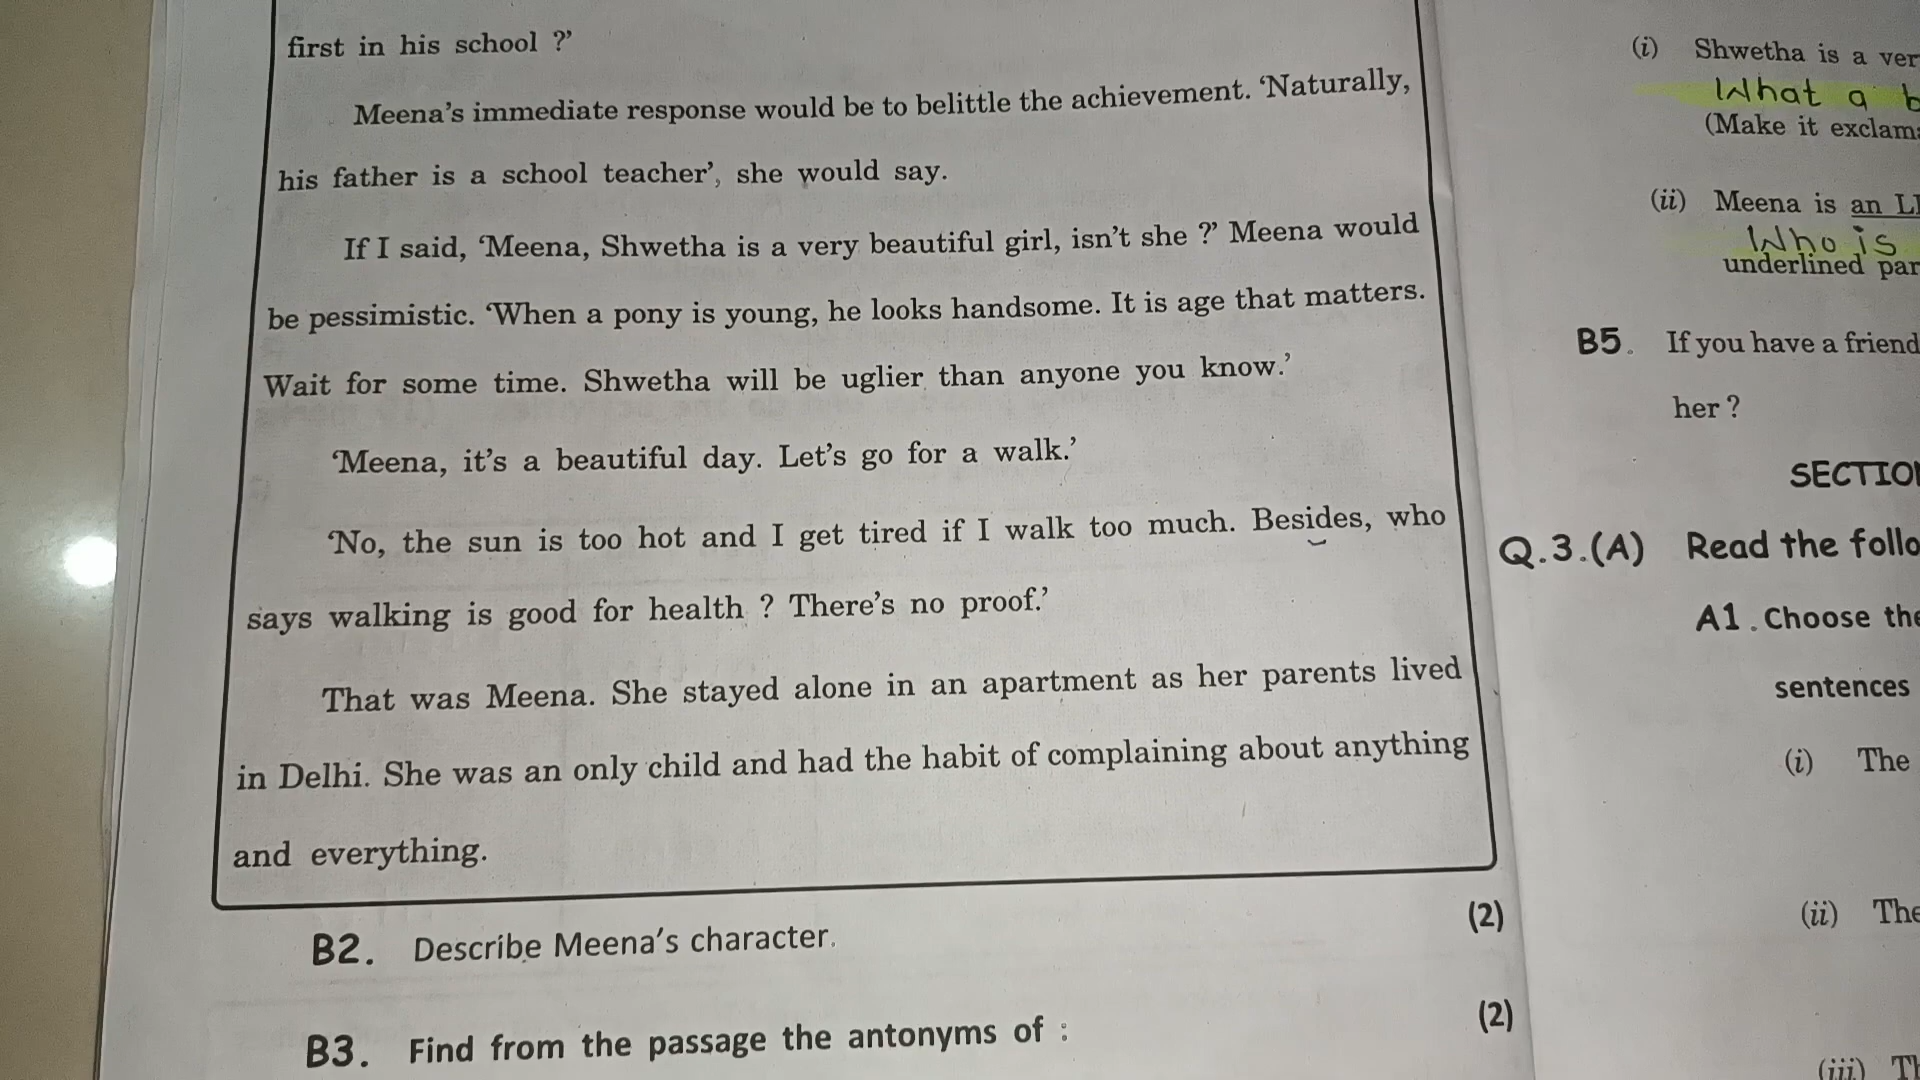 first in his school ?'
Meena's immediate response would be to belittle the achievement. 'Naturally,
his father is a school teacher', she would say.
If I said, 'Meena, Shwetha is a very beautiful girl, isn't she ?' Meena would
be pessimistic. 'When a pony is young, he looks handsome. It is age that matters.
Wait for some time. Shwetha will be uglier than anyone you know.'
'Meena, it's a beautiful day. Let's go for a walk.'
'No, the sun is too hot and I get tired if I walk too much. Besides, who
says walking is good for health ? There's no proof.'
That was Meena. She stayed alone in an apartment as her parents lived
in Delhi. She was an only child and had the habit of complaining about anything
and everything.
B2. Describe Meena's character. (2)
B3. Find from the passage the antonyms of : (2)
(i) Shwetha is a
What a
(Make it
(ii) Meena is an
Who is
underlined
B5. If you have a friend
her ?
Q.3.(A) Read the
A1. Choose
sentences
(i) The
(ii)
(iii)